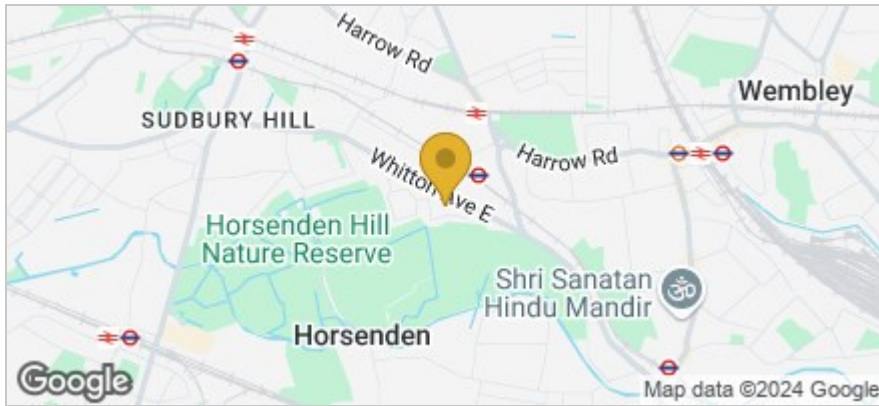 Harrow Rd
Wembley
SUDBURY HILL
Harrow Rd
Whitton Ave E
Horsenden Hill
Nature Reserve
Shri Sanatan
Hindu Mandir
ॐ
Horsenden
Google
Map data ©2024 Google